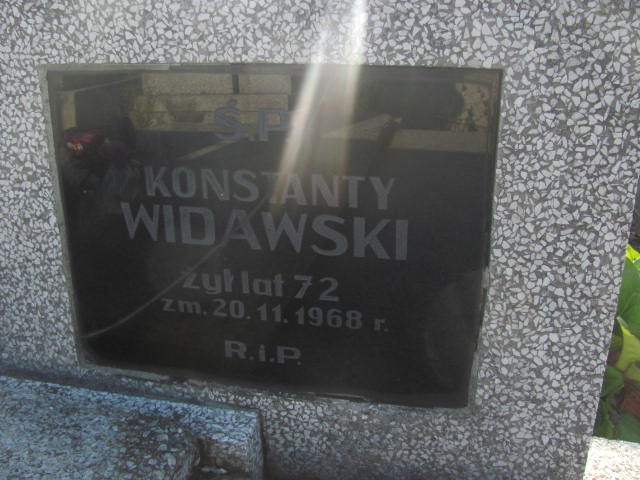 Ś.P.
KONSTANTY
WIDAWSKI
żył lat 72
zm. 20.11.1968 r.
R.i.P.